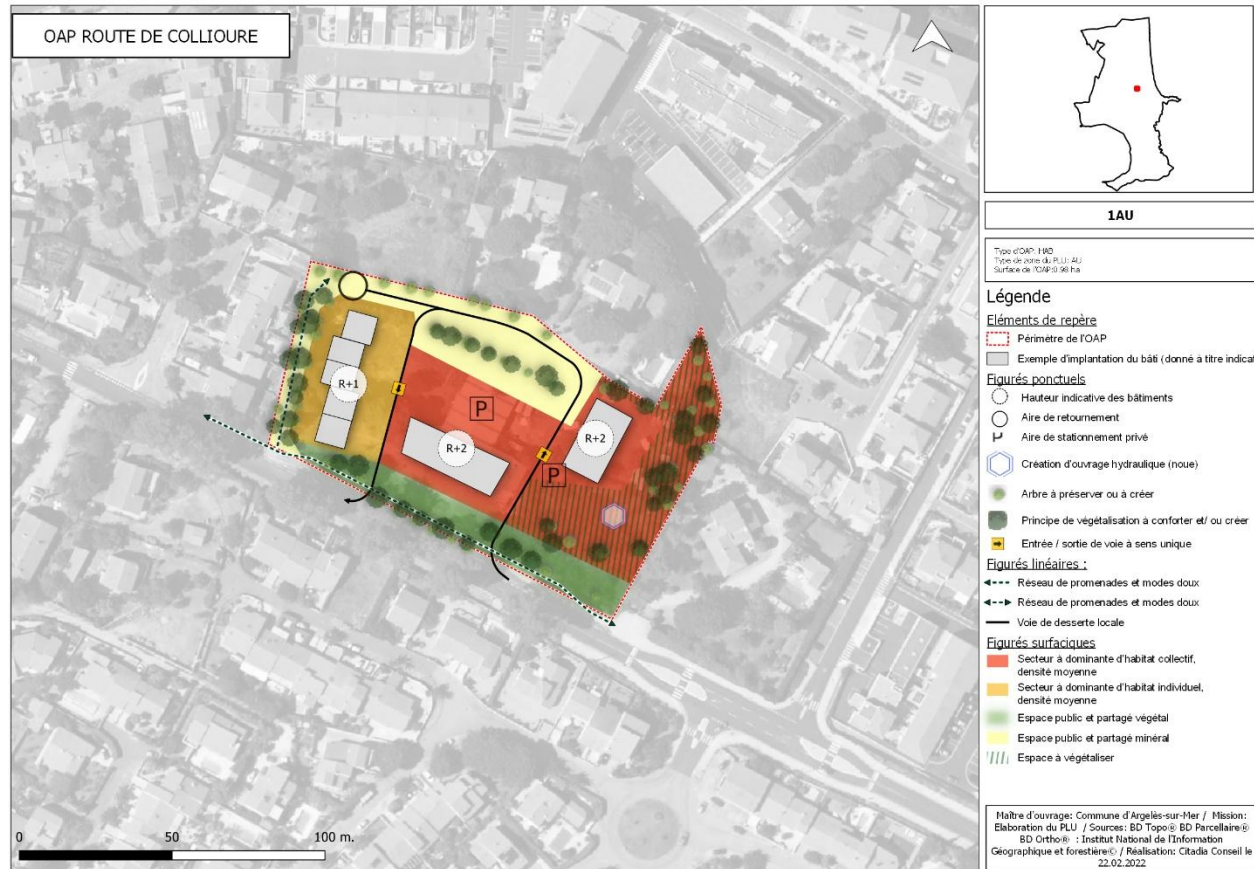 OAP ROUTE DE COLLIOURE
R+1
P
R+2
R+2
P
0 50 100 m.
1AU
Type d'OAP: HAB
Type de zone du PLU: AU
Surface de l'OAP:0.98 ha
Légende
Eléments de repère
Périmètre de l'OAP
Exemple d'implantation du bâti (donné à titre indicat
Figurés ponctuels
Hauteur indicative des bâtiments
Aire de retournement
P Aire de stationnement privé
Création d'ouvrage hydraulique (noue)
Arbre à préserver ou à créer
Principe de végétalisation à conforter et/ ou créer
Entrée / sortie de voie à sens unique
Figurés linéaires :
Réseau de promenades et modes doux
Réseau de promenades et modes doux
Voie de desserte locale
Figurés surfaciques
Secteur à dominante d'habitat collectif,
densité moyenne
Secteur à dominante d'habitat individuel,
densité moyenne
Espace public et partagé végétal
Espace public et partagé minéral
Espace à végétaliser
Maître d'ouvrage: Commune d'Argelès-sur-Mer / Mission:
Elaboration du PLU / Sources: BD Topo® BD Parcellaire®
BD Ortho® : Institut National de l'Information
Géographique et forestière© / Réalisation: Citadia Conseil le
22.02.2022